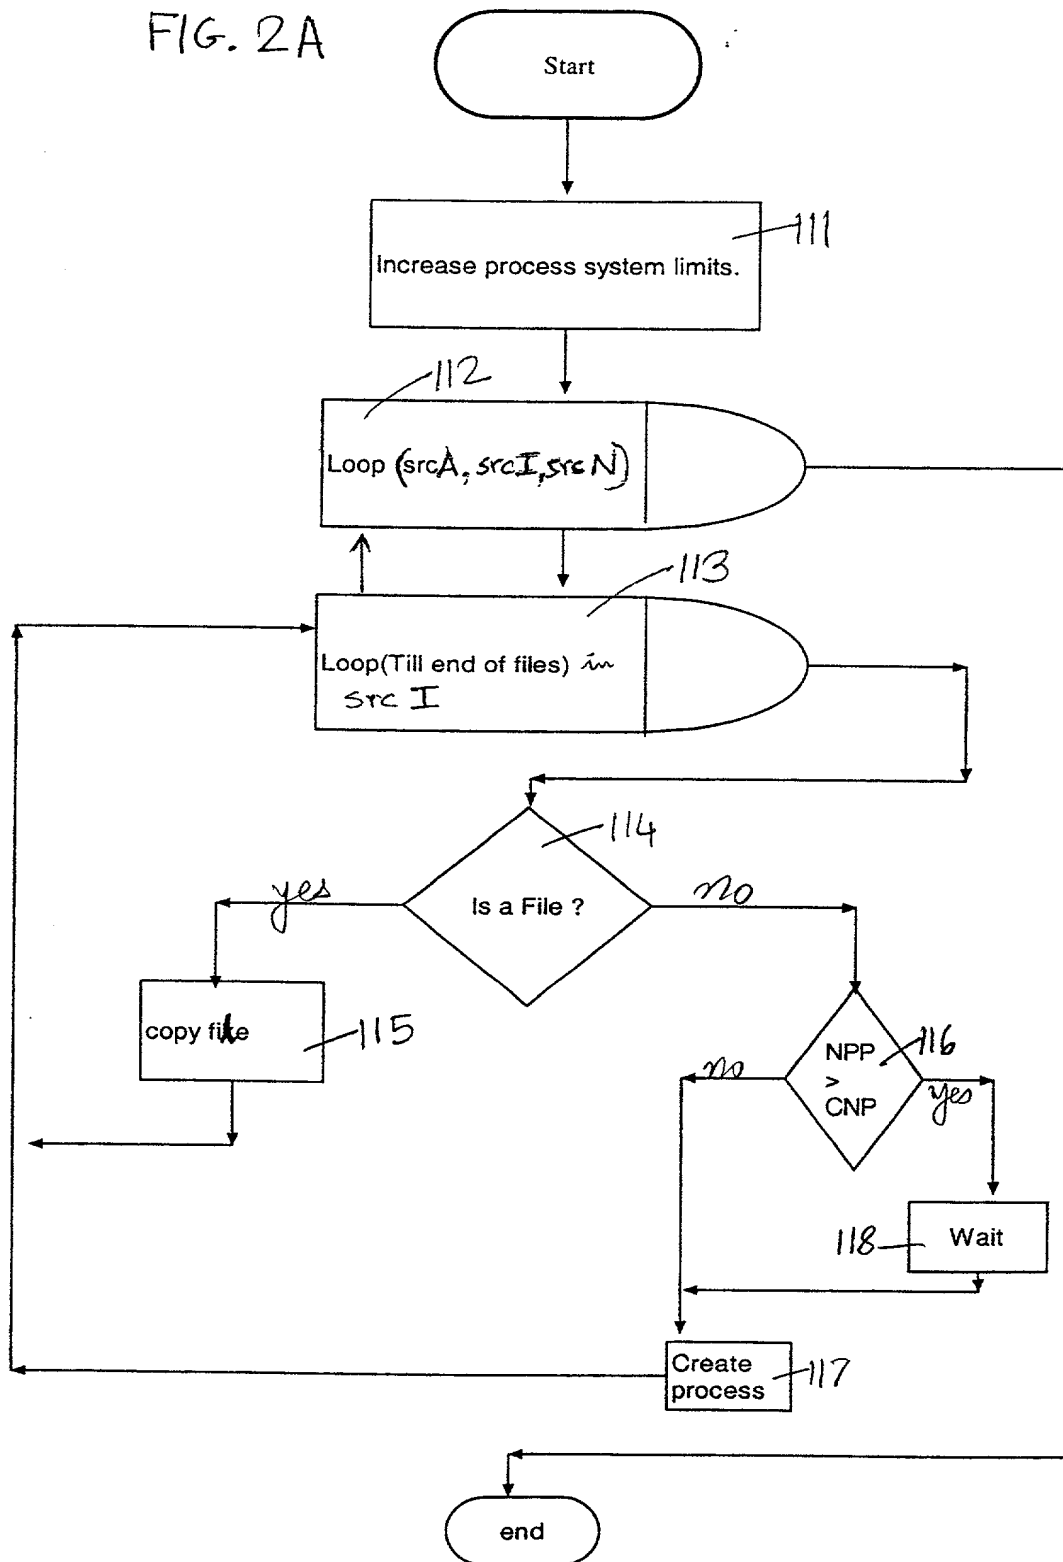 FIG. 2A
Start
111
Increase process system limits.
112
Loop (srcA, srcI, srcN)
113
Loop(Till end of files) in
src I
114
Is a File ?
yes
no
copy file
115
NPP
>
CNP
116
no
yes
118
Wait
Create
process
117
end